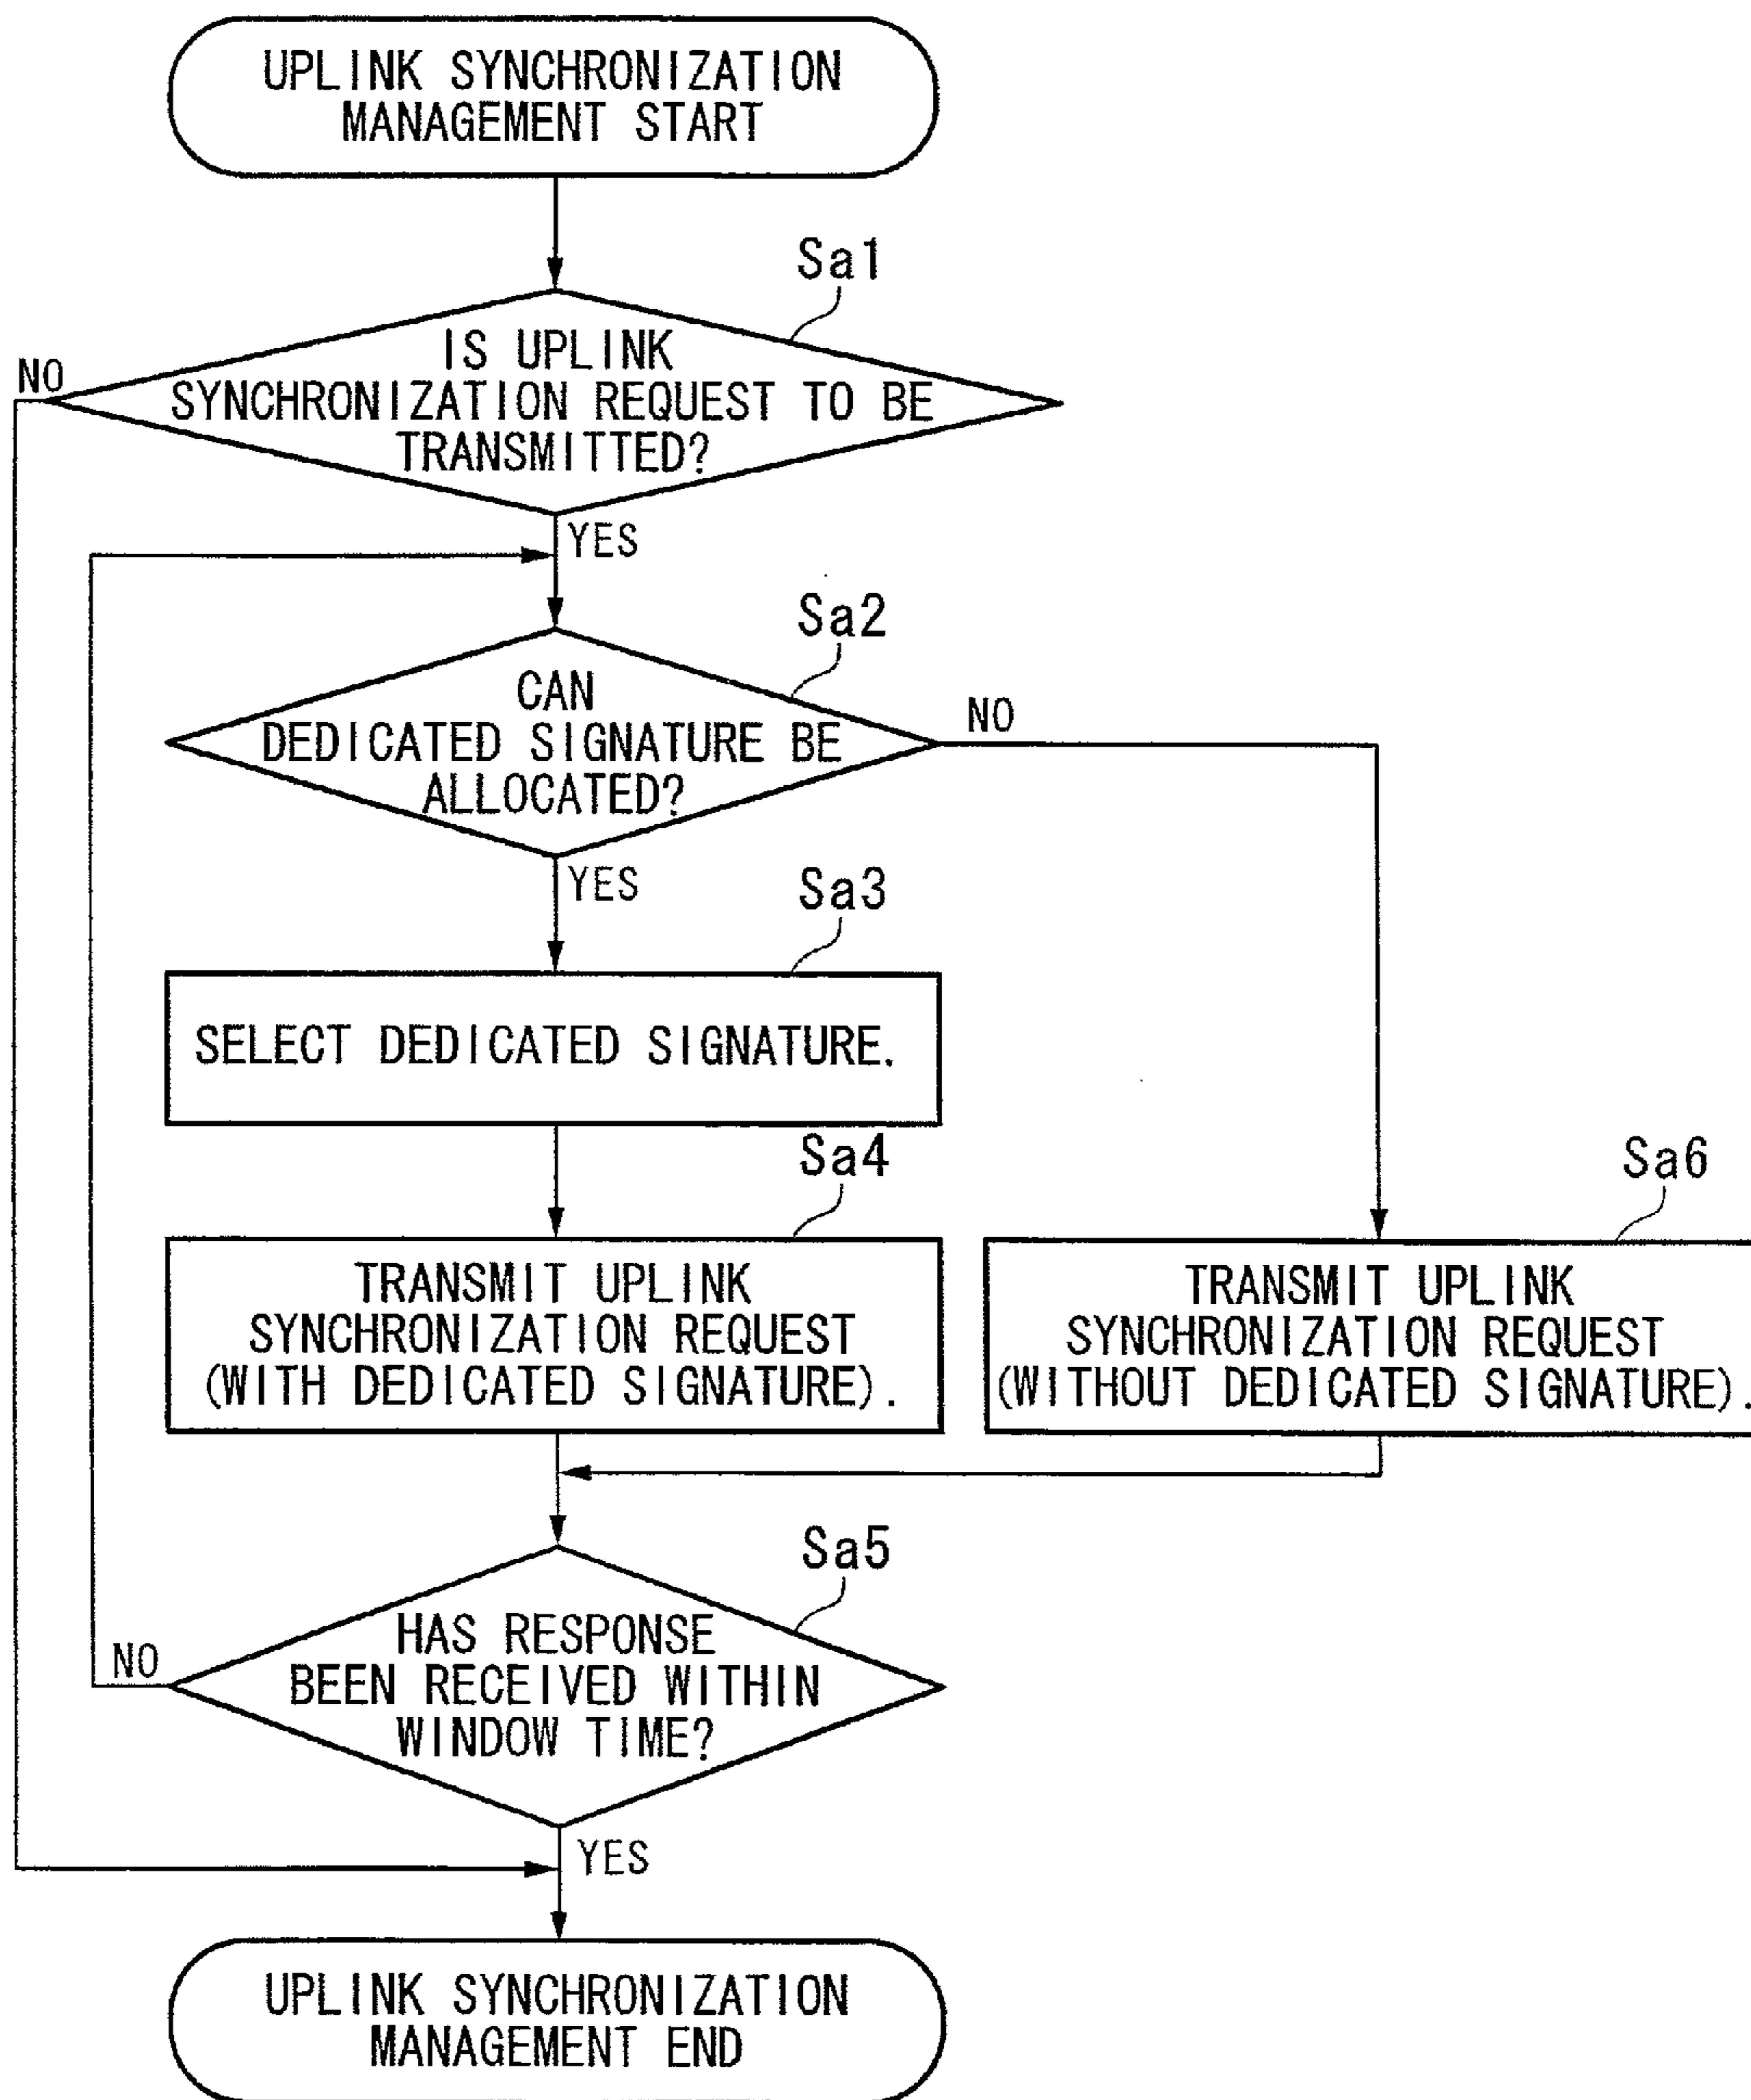 UPLINK SYNCHRONIZATION
MANAGEMENT START
Sa1
IS UPLINK
SYNCHRONIZATION REQUEST TO BE
TRANSMITTED?
NO
YES
Sa2
CAN
DEDICATED SIGNATURE BE
ALLOCATED?
NO
YES
Sa3
SELECT DEDICATED SIGNATURE.
Sa4
TRANSMIT UPLINK
SYNCHRONIZATION REQUEST
(WITH DEDICATED SIGNATURE).
Sa6
TRANSMIT UPLINK
SYNCHRONIZATION REQUEST
(WITHOUT DEDICATED SIGNATURE).
Sa5
HAS RESPONSE
BEEN RECEIVED WITHIN
WINDOW TIME?
NO
YES
UPLINK SYNCHRONIZATION
MANAGEMENT END